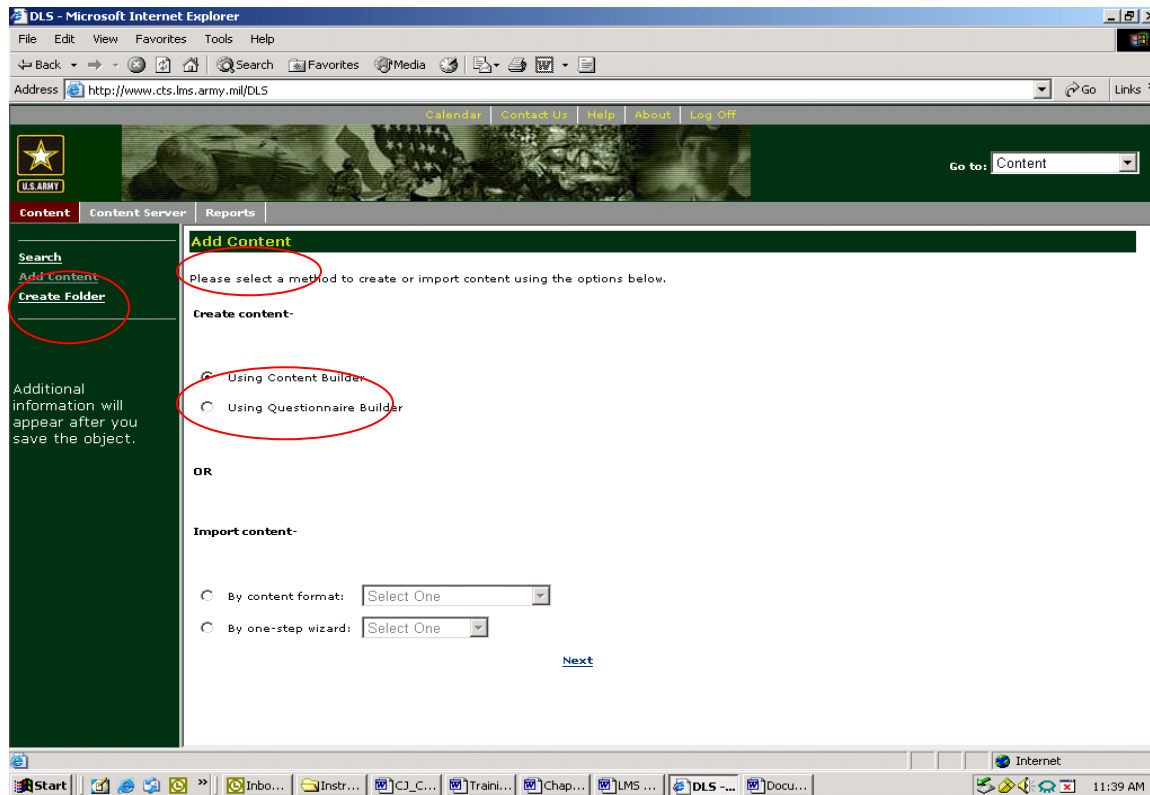 DLS - Microsoft Internet Explorer
File Edit View Favorites Tools Help
Back Search Favorites Media
Address http://www.cts.lms.army.mil/DLS Go Links
Calendar | Contact Us | Help | About | Log Off
U.S.ARMY
Go to: Content
Content Content Server Reports
Search
Add Content
Create Folder
Additional
information will
appear after you
save the object.
Add Content
Please select a method to create or import content using the options below.
Create content-
Using Content Builder
Using Questionnaire Builder
OR
Import content-
By content format: Select One
By one-step wizard: Select One
Next
Internet
Start » Inbo... Instr... CJ_C... Traini... Chap... LMS ... DLS -... Docu... 11:39 AM